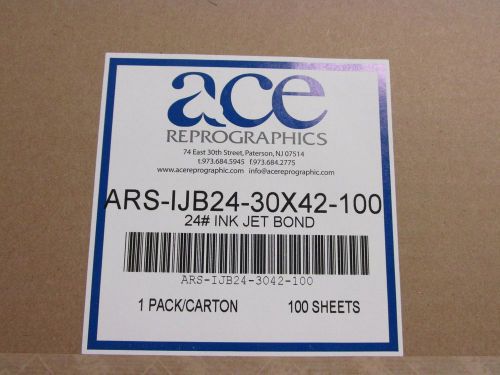 ace
REPROGRAPHICS
74 East 30th Street, Paterson, NJ 07514
t.973.684.5945 f.973.684.2775
www.acereprographic.com info@acereprographic.com
ARS-IJB24-30X42-100
24# INK JET BOND
ARS-IJB24-3042-100
1 PACK/CARTON 100 SHEETS